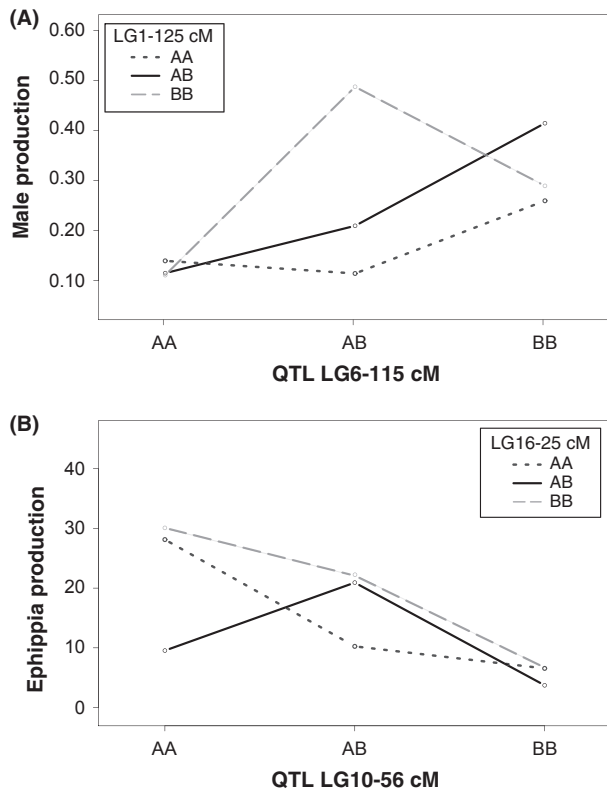 (A)
0.60
0.50
0.40
0.30
0.20
0.10
Male production
LG1-125 cM
AA
AB
BB
AA
AB
BB
QTL LG6-115 cM
(B)
40
30
20
10
0
Ephippia production
LG16-25 cM
AA
AB
BB
AA
AB
BB
QTL LG10-56 cM